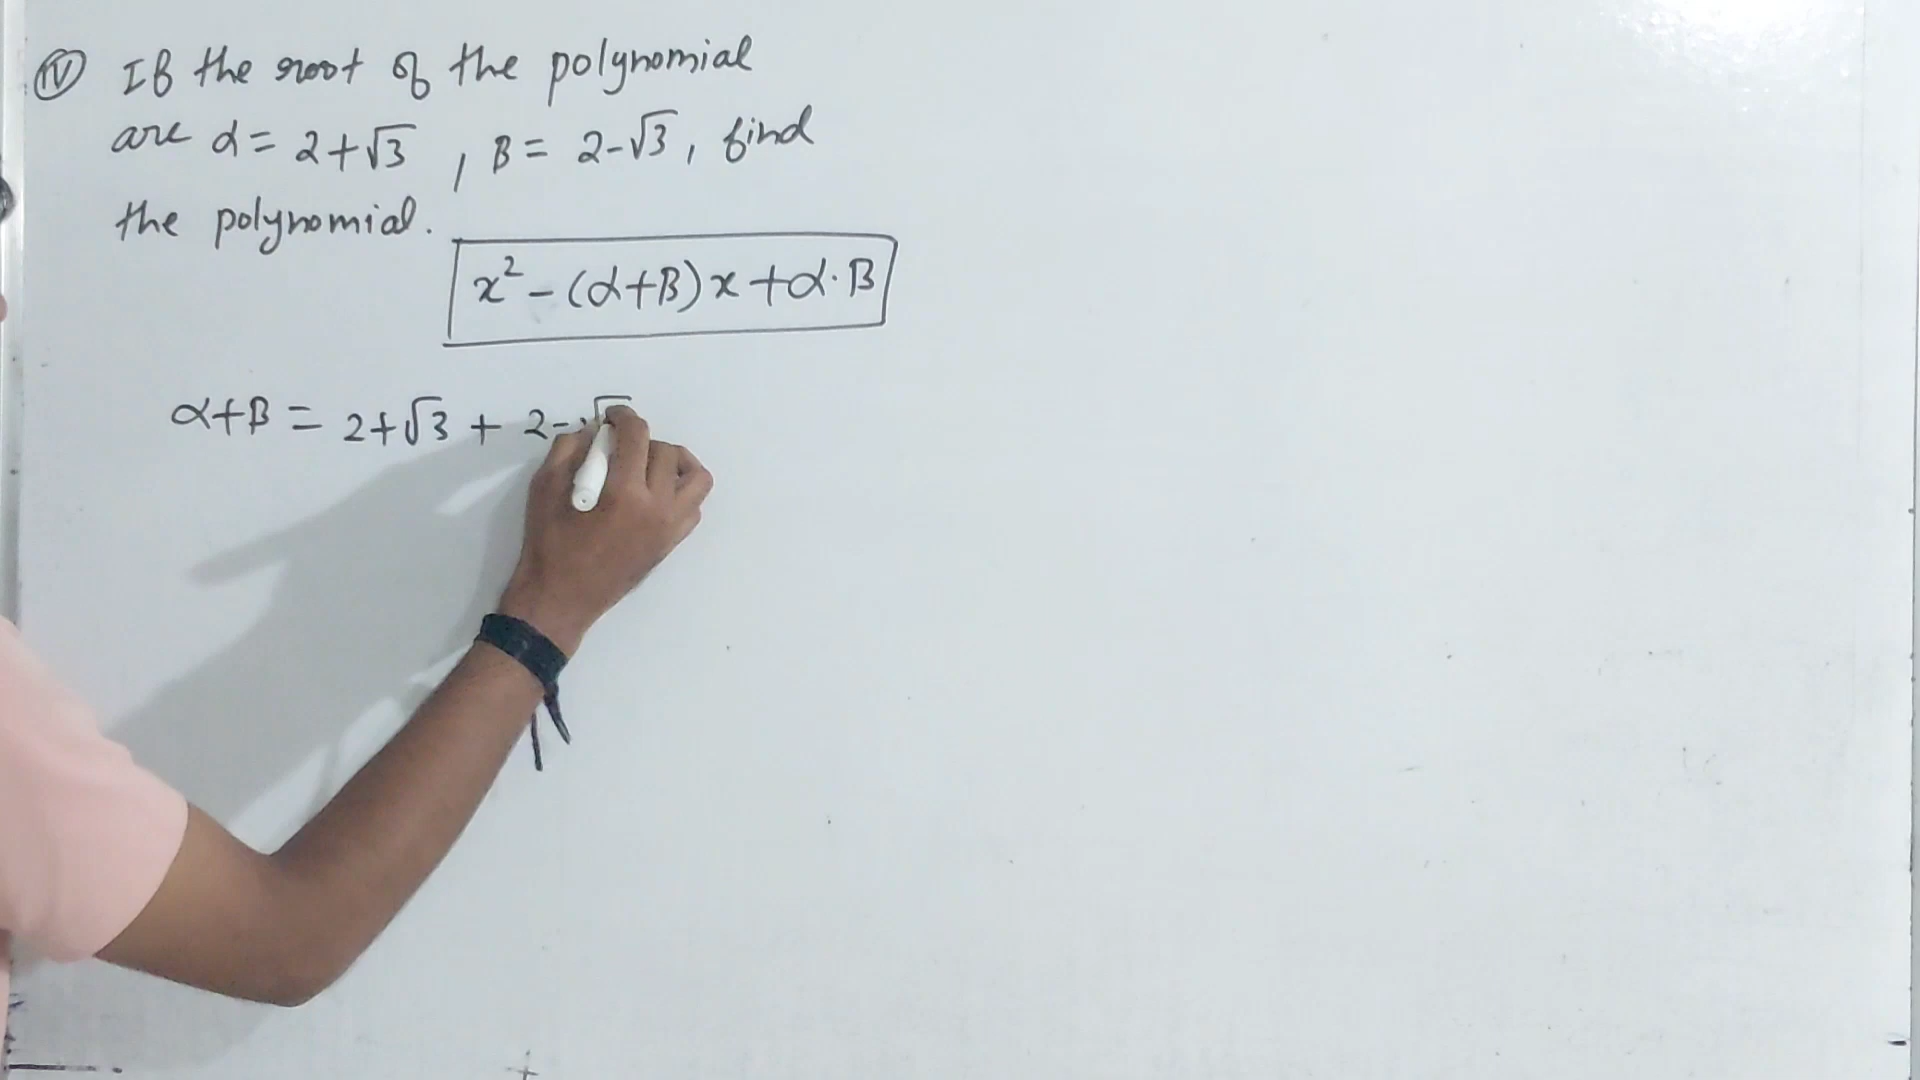 (IV) If the root of the polynomial
are α = 2+√3 , β = 2-√3, find
the polynomial.
x² - (α+β)x + α·β
α+β = 2+√3 + 2-√